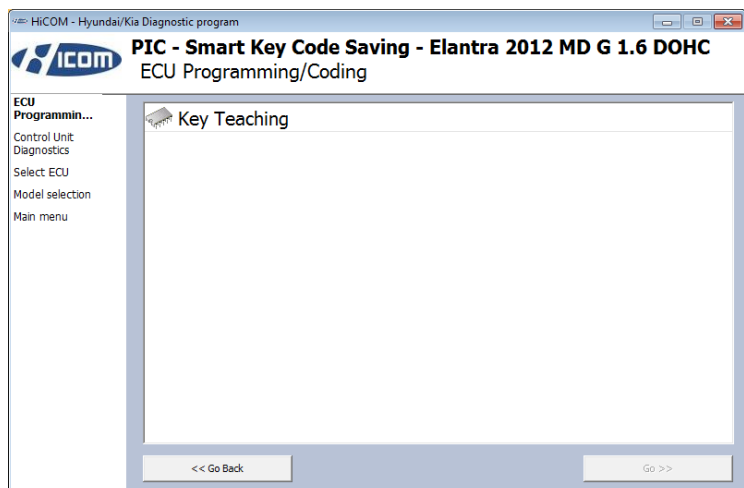 HiCOM - Hyundai/Kia Diagnostic program
HICOM
PIC - Smart Key Code Saving - Elantra 2012 MD G 1.6 DOHC
ECU Programming/Coding
ECU
Programmin...
Control Unit
Diagnostics
Select ECU
Model selection
Main menu
Key Teaching
<< Go Back
Go >>